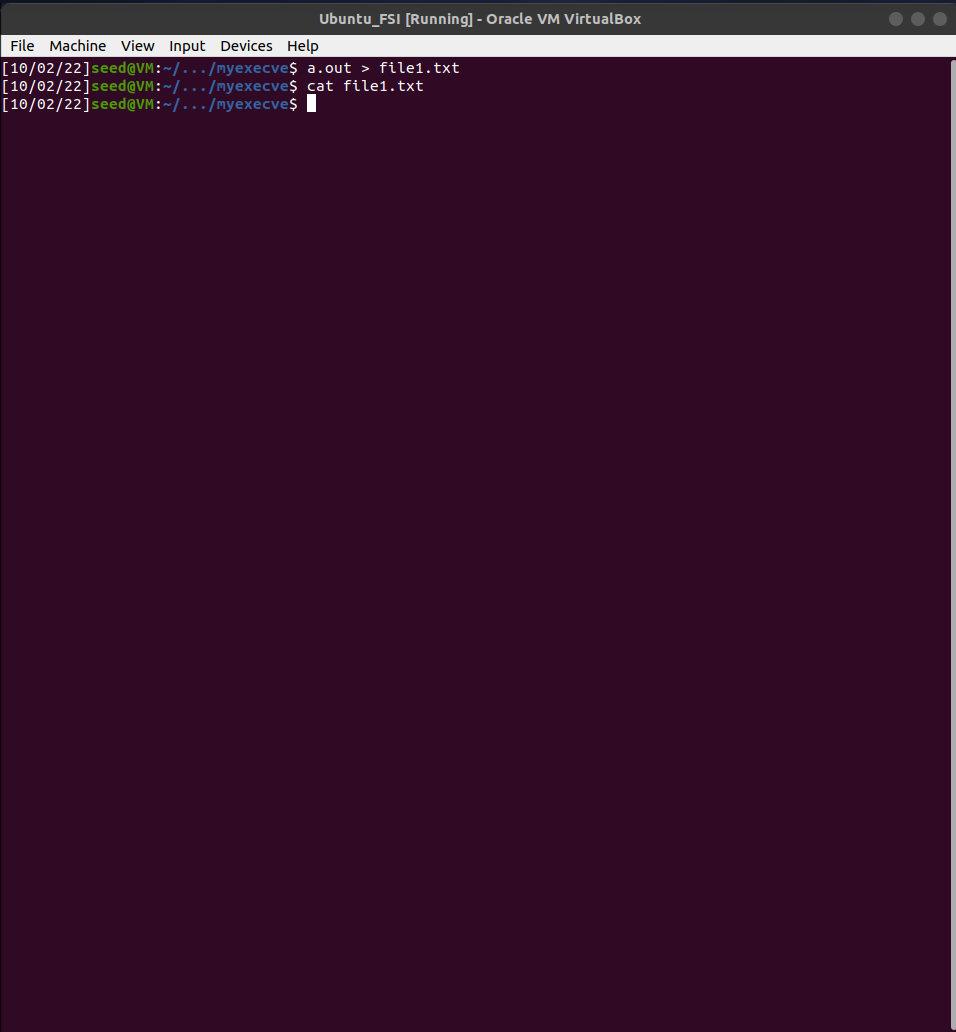 Ubuntu_FSI [Running] - Oracle VM VirtualBox
File Machine View Input Devices Help
[10/02/22]seed@VM:~/.../myexecve$ a.out > file1.txt
[10/02/22]seed@VM:~/.../myexecve$ cat file1.txt
[10/02/22]seed@VM:~/.../myexecve$